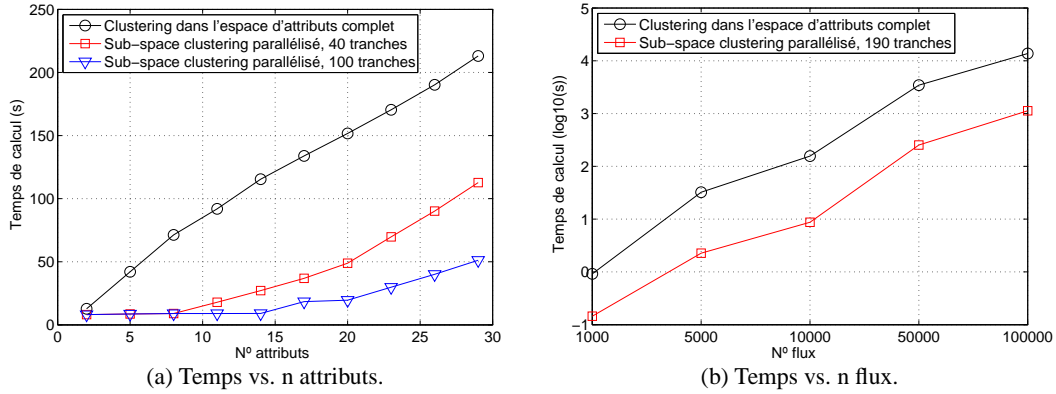 Clustering dans l'espace d'attributs complet
Sub−space clustering parallélisé, 40 tranches
Sub−space clustering parallélisé, 100 tranches
Temps de calcul (s)
250
200
150
100
50
0
0 5 10 15 20 25 30
Nº attributs
(a) Temps vs. n attributs.
Clustering dans l'espace d'attributs complet
Sub−space clustering parallélisé, 190 tranches
Temps de calcul (log10(s))
5
4
3
2
1
0
−1
1000 5000 10000 50000 100000
Nº flux
(b) Temps vs. n flux.